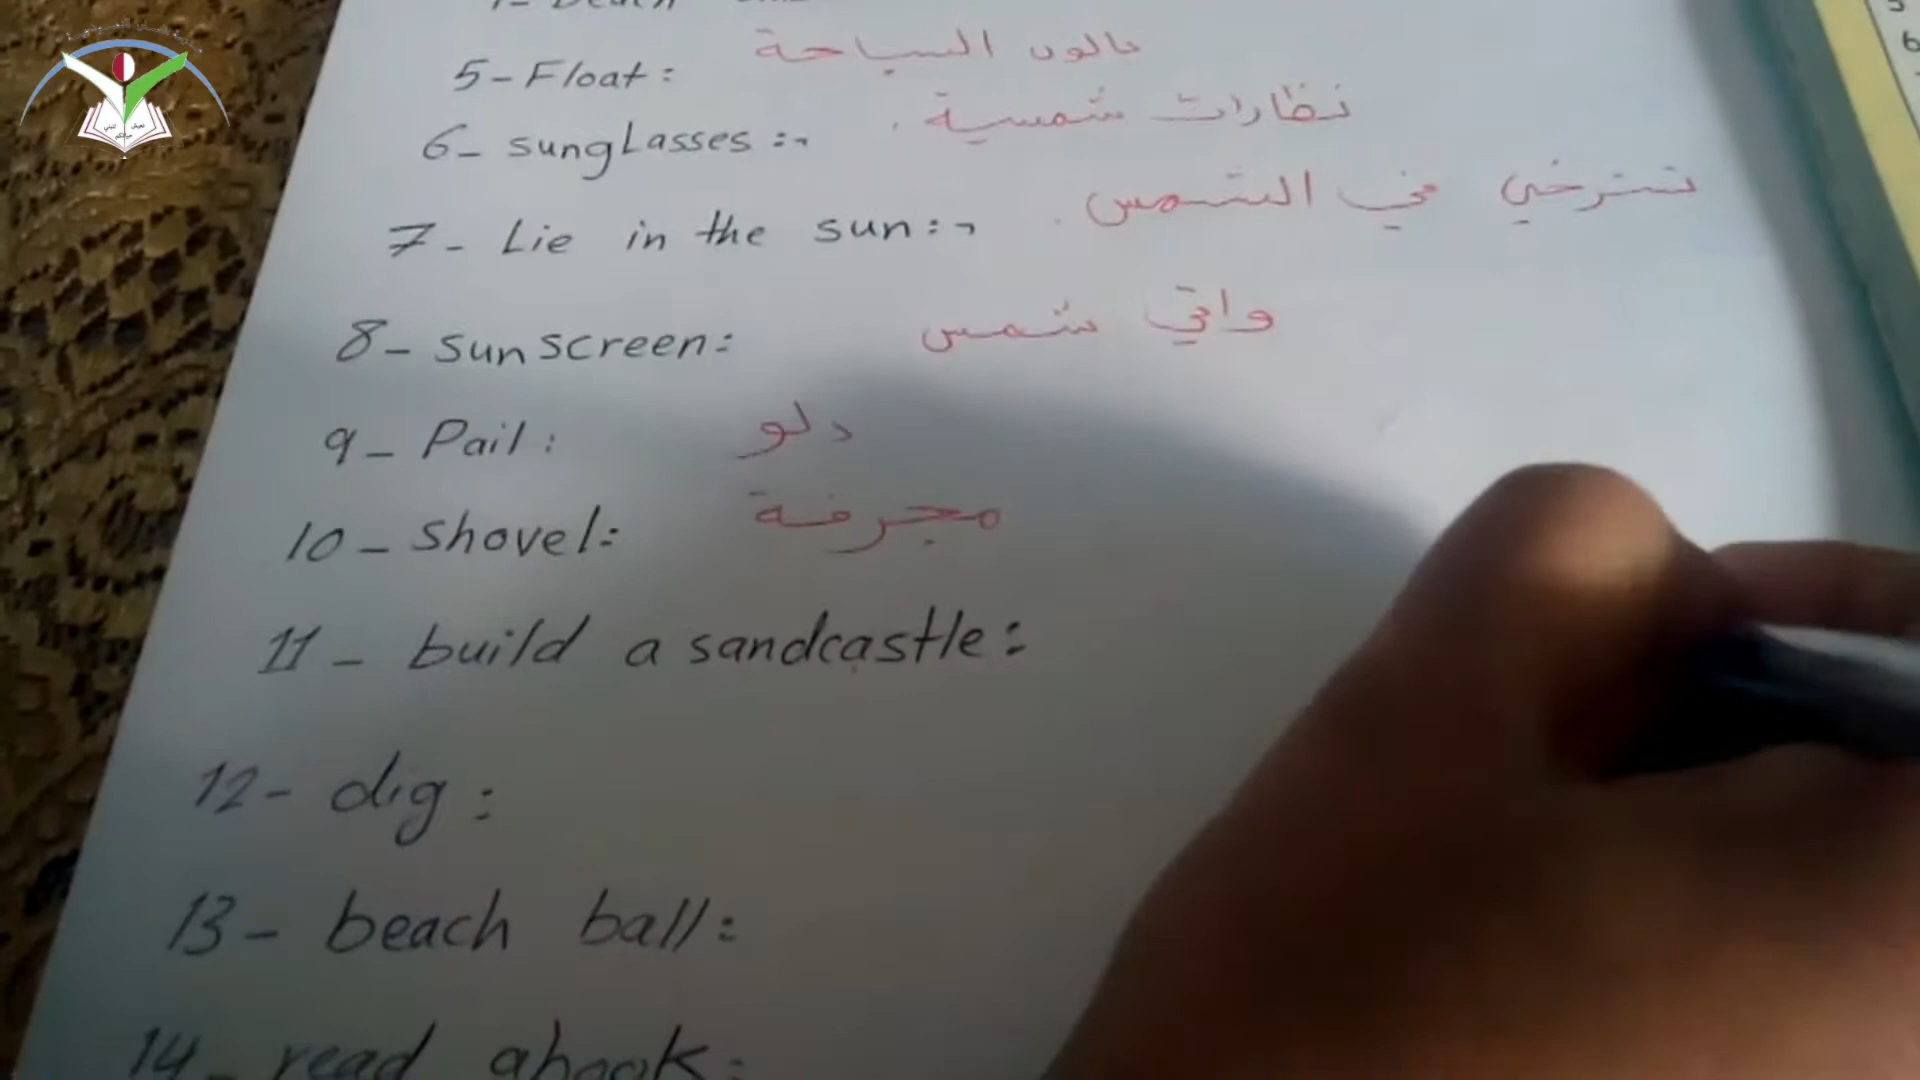 5- Float: بالون السباحة
6- sunglasses: نظارات شمسية.
7- Lie in the sun: تسترخي في الشمس.
8- sunscreen: واقي شمس
9- Pail: دلو
10- shovel: مجرفة
11- build a sandcastle:
12- dig:
13- beach ball:
14- read a book: